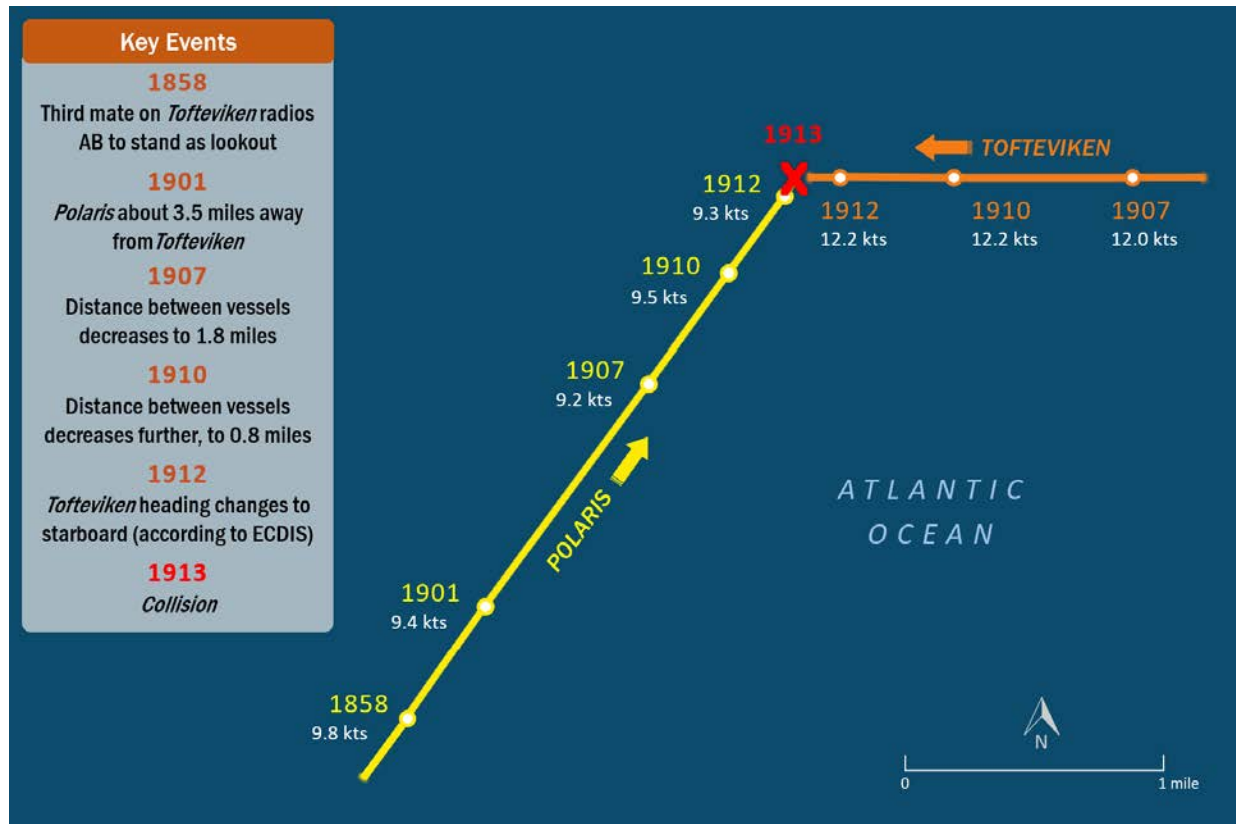 Key Events
1858
Third mate on Tofteviken radios
AB to stand as lookout
1901
Polaris about 3.5 miles away
from Tofteviken
1907
Distance between vessels
decreases to 1.8 miles
1910
Distance between vessels
decreases further, to 0.8 miles
1912
Tofteviken heading changes to
starboard (according to ECDIS)
1913
Collision
1913
TOFTEVIKEN
1912
9.3 kts
1912
12.2 kts
1910
12.2 kts
1907
12.0 kts
1910
9.5 kts
1907
9.2 kts
POLARIS
ATLANTIC
OCEAN
1901
9.4 kts
1858
9.8 kts
N
0
1 mile